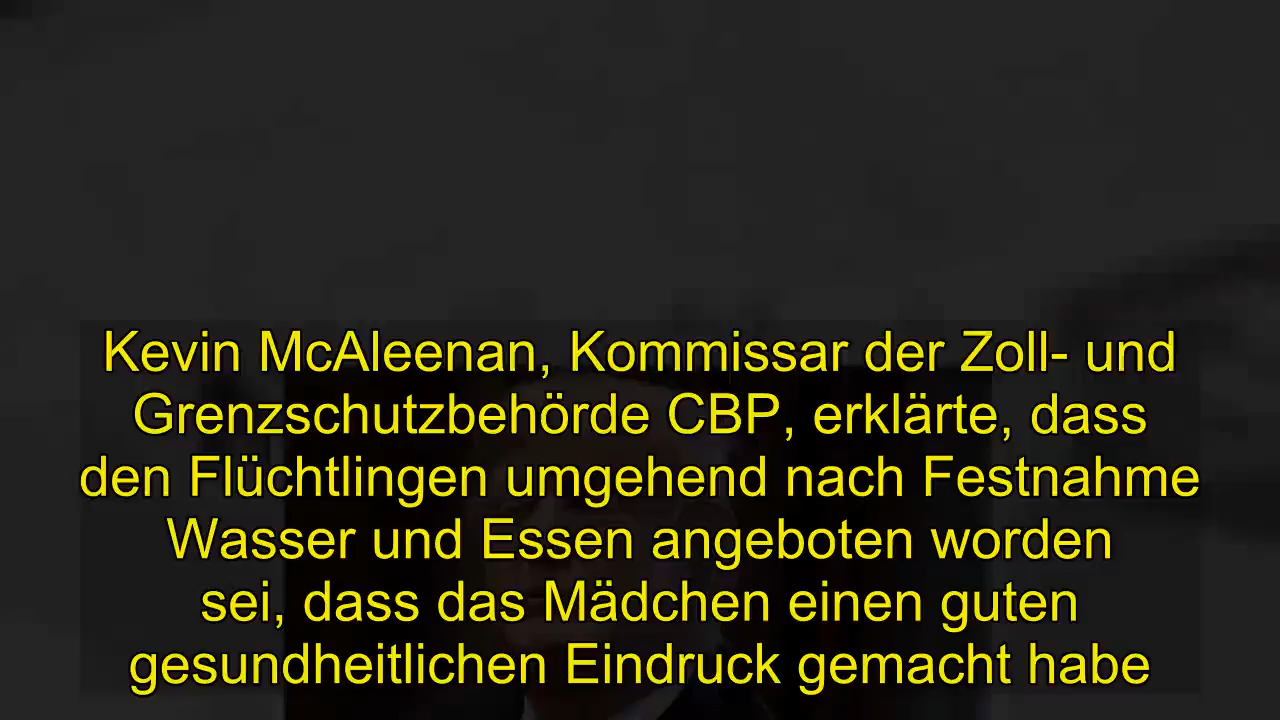 Kevin McAleenan, Kommissar der Zoll- und
Grenzschutzbehörde CBP, erklärte, dass
den Flüchtlingen umgehend nach Festnahme
Wasser und Essen angeboten worden
sei, dass das Mädchen einen guten
gesundheitlichen Eindruck gemacht habe